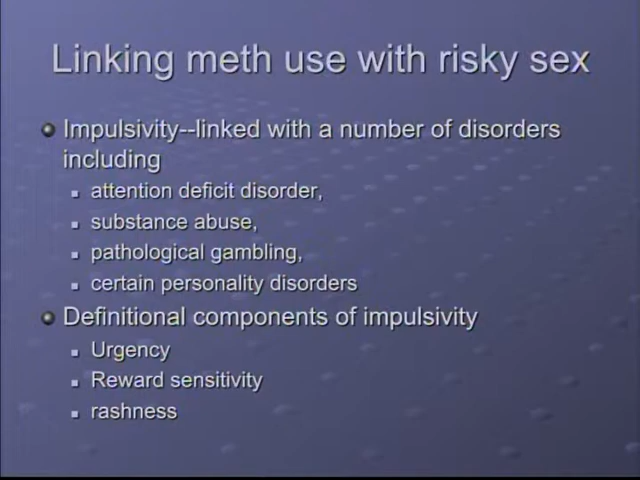 Linking meth use with risky sex
Impulsivity--linked with a number of disorders
including
attention deficit disorder,
substance abuse,
pathological gambling,
certain personality disorders
Definitional components of impulsivity
Urgency
Reward sensitivity
rashness